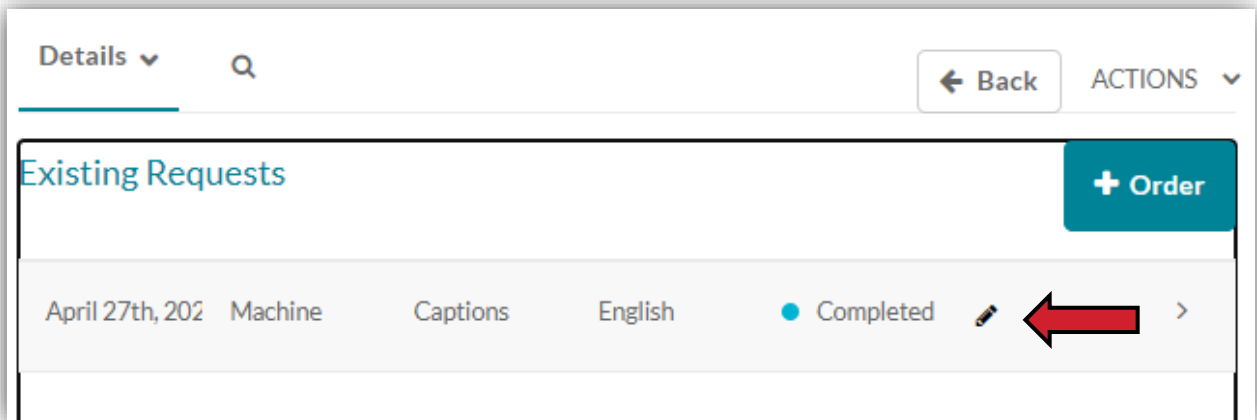 Details
Back ACTIONS
Existing Requests
Order
April 27th, 202 Machine Captions English Completed